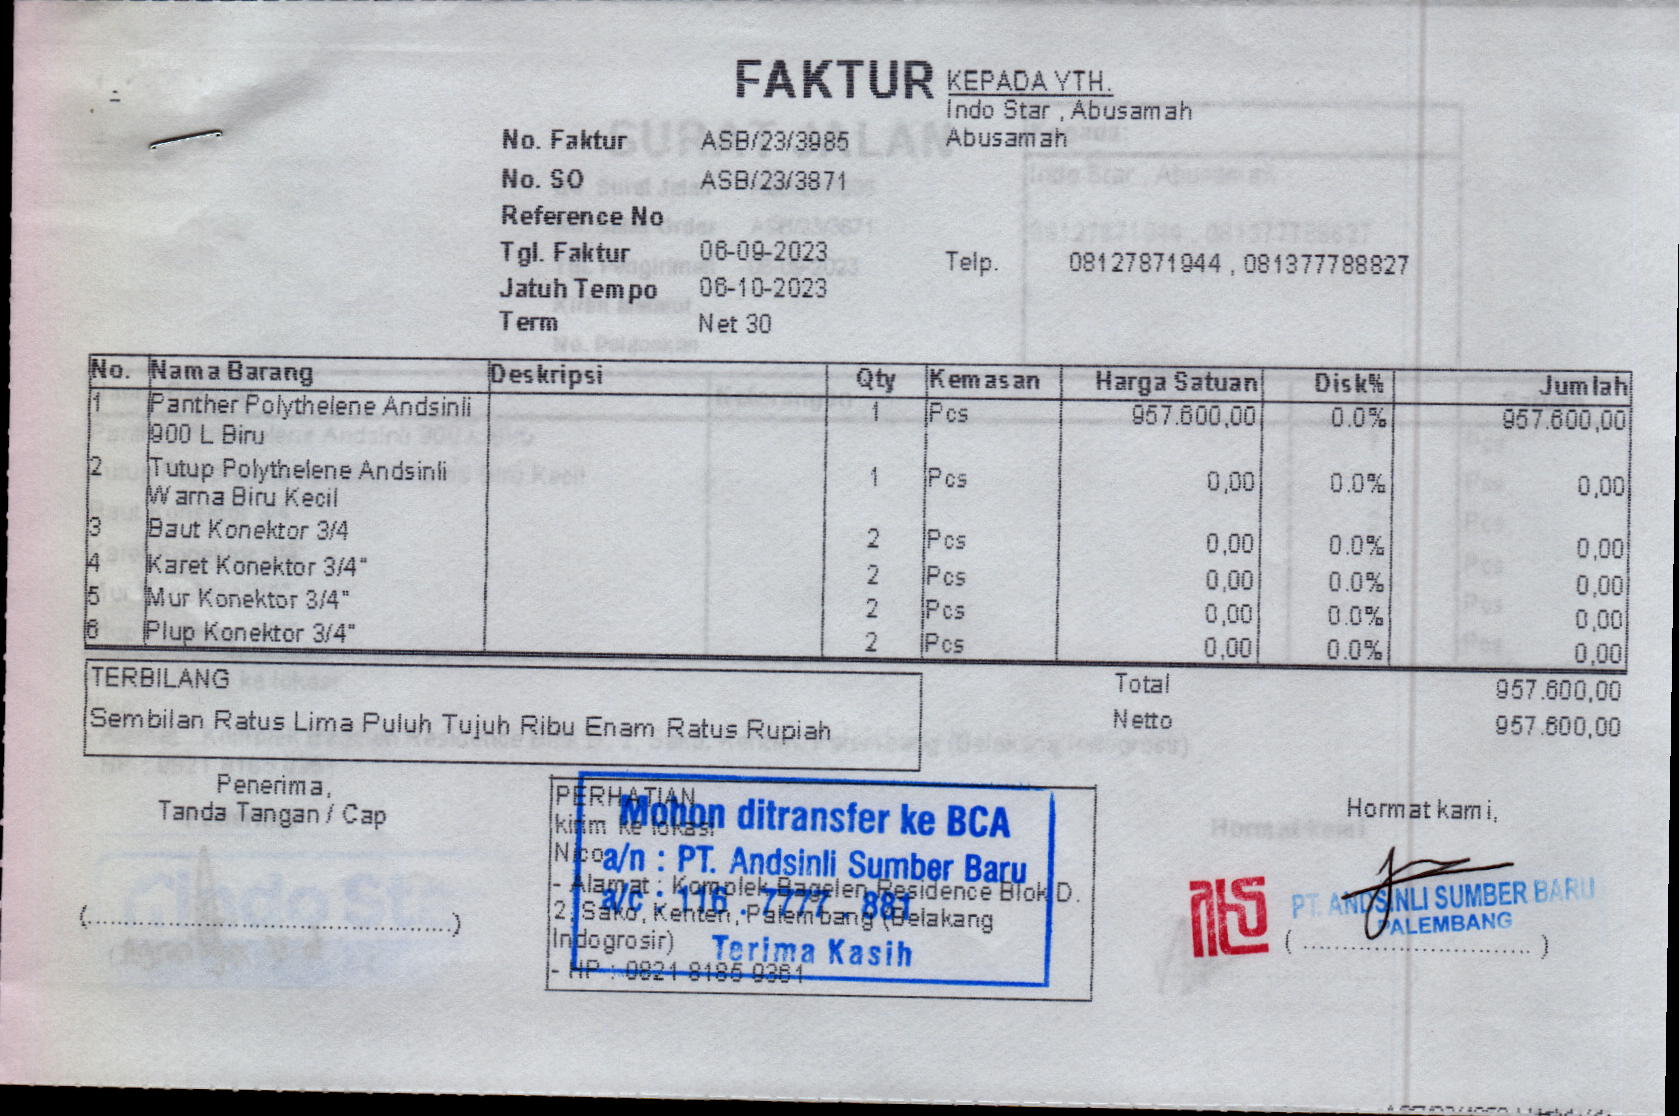 FAKTUR
KEPADA YTH.
Indo Star , Abusamah
Abusamah
No. Faktur ASB/23/3985
No. SO ASB/23/3871
Reference No
Tgl. Faktur 06-09-2023
Telp. 08127871944 , 081377788827
Jatuh Tempo 06-10-2023
Term Net 30
No. Nama Barang Deskripsi Qty Kemasan Harga Satuan Disk% Jumlah
1 Panther Polythelene Andsinli 1 Pcs 957.600,00 0.0% 957.600,00
900 L Biru
2 Tutup Polythelene Andsinli 1 Pcs 0,00 0.0% 0,00
Warna Biru Kecil
3 Baut Konektor 3/4 2 Pcs 0,00 0.0% 0,00
4 Karet Konektor 3/4" 2 Pcs 0,00 0.0% 0,00
5 Mur Konektor 3/4" 2 Pcs 0,00 0.0% 0,00
6 Plup Konektor 3/4" 2 Pcs 0,00 0.0% 0,00
TERBILANG
Sembilan Ratus Lima Puluh Tujuh Ribu Enam Ratus Rupiah
Total 957.600,00
Netto 957.600,00
Penerima,
Tanda Tangan / Cap
(........................................)
PERHATIAN
kirim ke lokasi
Nico
- Alamat : Komplek Bagelen Residence Blok D.
2, Sako, Kenten, Palembang (Belakang
Indogrosir)
- HP : 0821 8185 9361
Mohon ditransfer ke BCA
a/n : PT. Andsinli Sumber Baru
a/c : 116 . 7777 - 881
Terima Kasih
Hormat kami,
PT. ANDSINLI SUMBER BARU
PALEMBANG
(..............................)